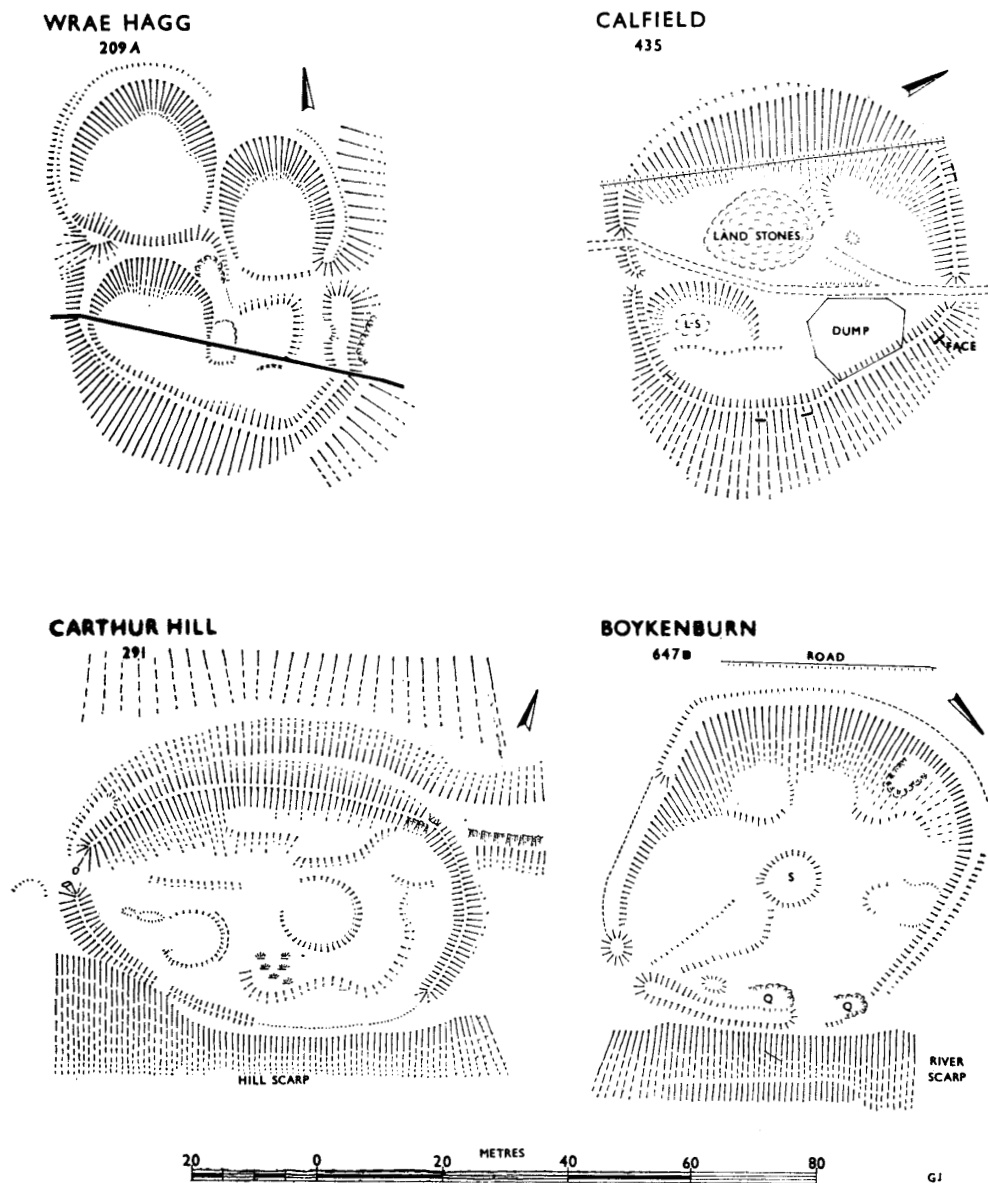 WRAE HAGG
209A
CALFIELD
435
LAND STONES
L-S
DUMP
FACE
CARTHUR HILL
291
HILL SCARP
BOYKENBURN
647B
ROAD
S
Q
Q
RIVER
SCARP
METRES
20 0 20 40 60 80
GJ